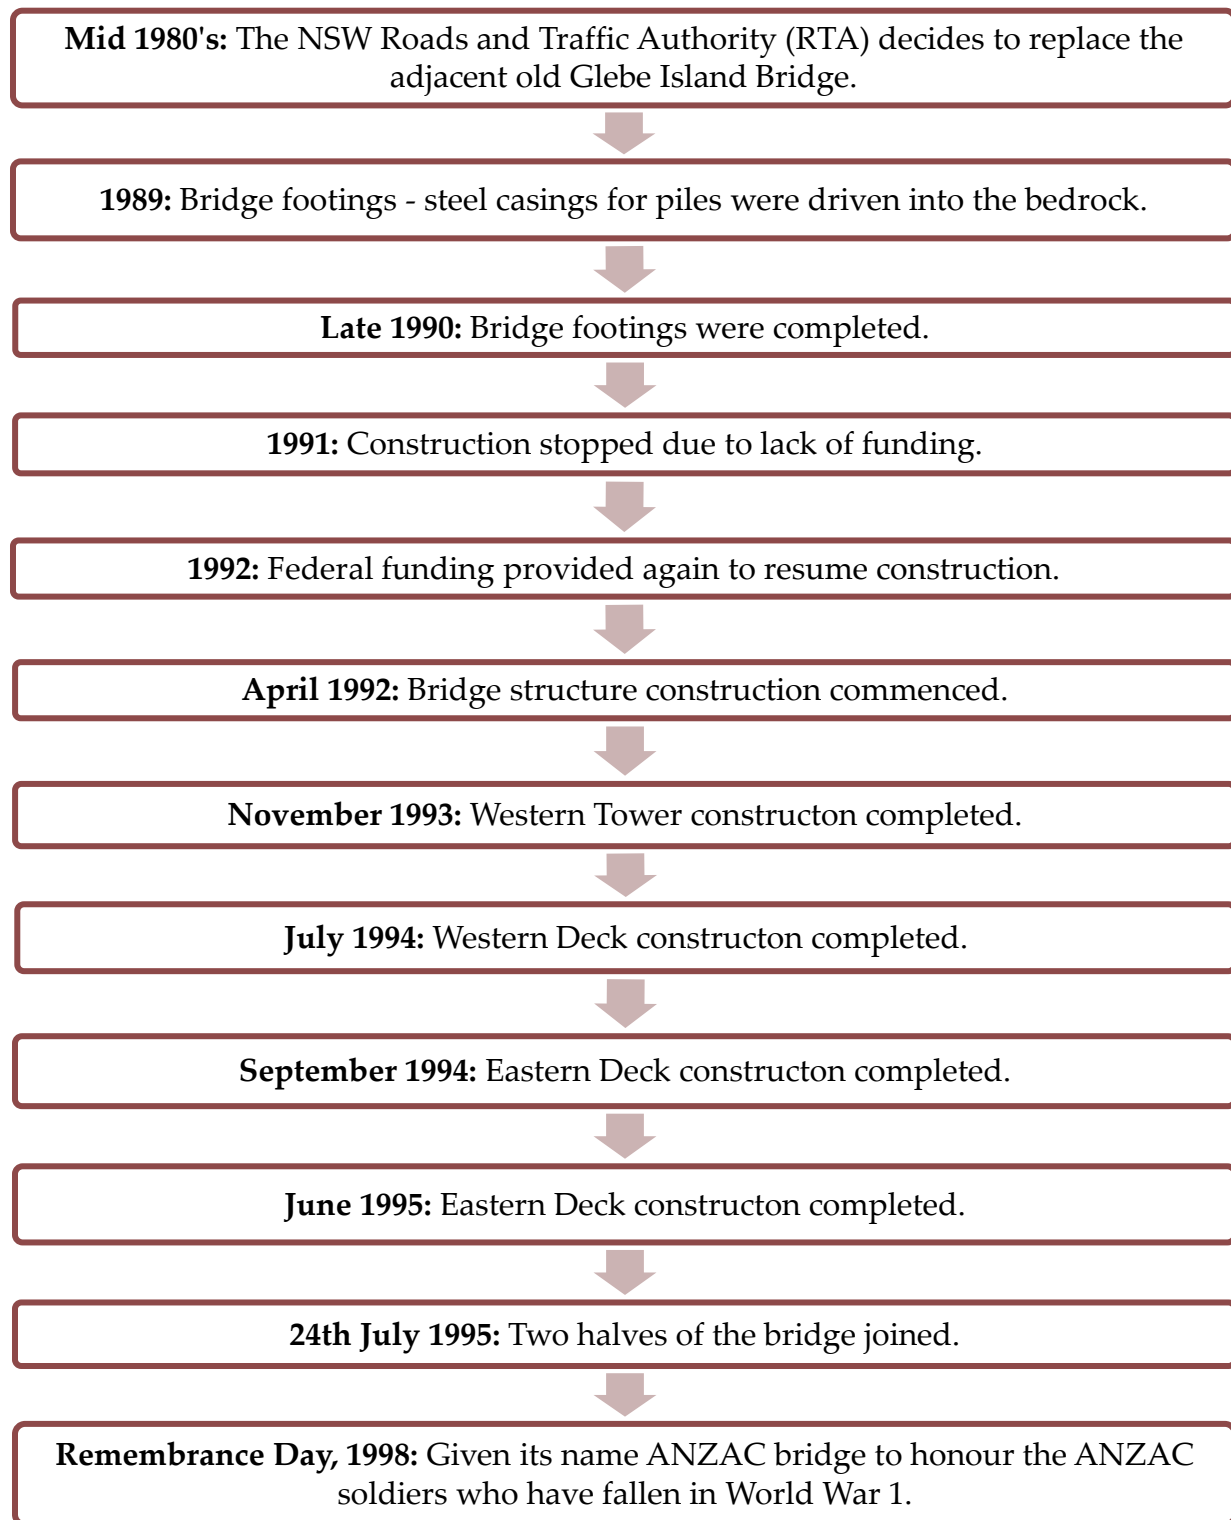 Mid 1980's: The NSW Roads and Traffic Authority (RTA) decides to replace the
adjacent old Glebe Island Bridge.
1989: Bridge footings - steel casings for piles were driven into the bedrock.
Late 1990: Bridge footings were completed.
1991: Construction stopped due to lack of funding.
1992: Federal funding provided again to resume construction.
April 1992: Bridge structure construction commenced.
November 1993: Western Tower constructon completed.
July 1994: Western Deck constructon completed.
September 1994: Eastern Deck constructon completed.
June 1995: Eastern Deck constructon completed.
24th July 1995: Two halves of the bridge joined.
Remembrance Day, 1998: Given its name ANZAC bridge to honour the ANZAC
soldiers who have fallen in World War 1.